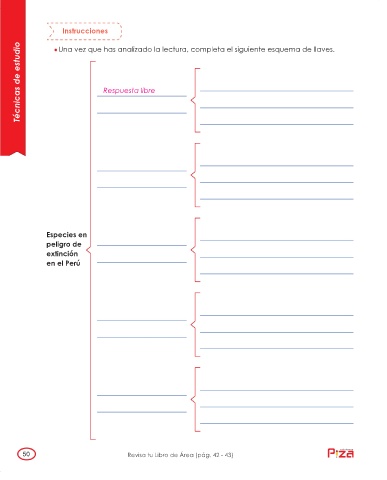 Técnicas de estudio
Instrucciones
• Una vez que has analizado la lectura, completa el siguiente esquema de llaves.
Respuesta libre
Especies en
peligro de
extinción
en el Perú
50
Revisa tu Libro de Área (pág. 42 - 43)